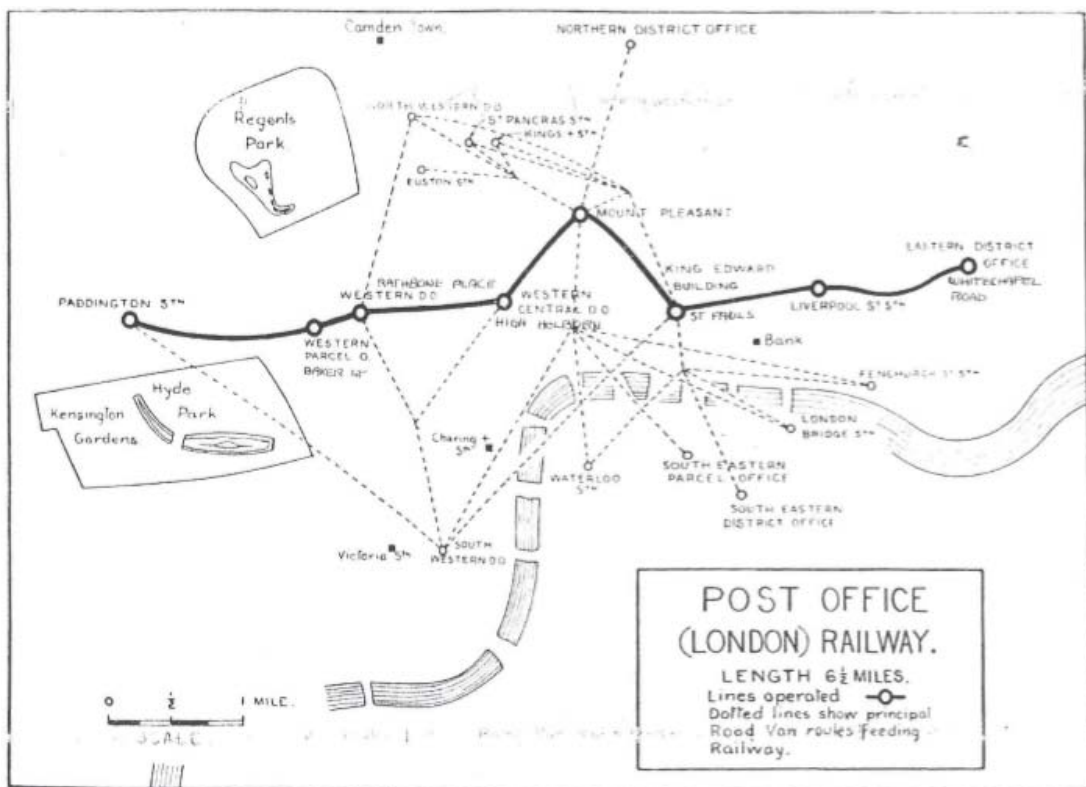 Camden Town.
NORTHERN DISTRICT OFFICE
Regents
Park
NORTH WESTERN D.O
ST PANCRAS STN
KINGS + STN
EUSTON STN
MOUNT PLEASANT
EASTERN DISTRICT
OFFICE
WHITECHAPEL
ROAD
KING EDWARD
BUILDING
ST PAULS
LIVERPOOL ST STN
PADDINGTON STN
RATHBONE PLACE
WESTERN D.O
WESTERN
CENTRAL D.O
HIGH HOLBORN
WESTERN
PARCEL O.
BAKER ST
Bank
FENCHURCH ST STN
Hyde
Park
Kensington
Gardens
Charing +
STN
LONDON
BRIDGE STN
WATERLOO
STN
SOUTH EASTERN
PARCEL OFFICE
SOUTH EASTERN
DISTRICT OFFICE
Victoria STN
SOUTH
WESTERN D.O
POST OFFICE
(LONDON) RAILWAY.
LENGTH 6½ MILES.
Lines operated
Dotted lines show principal
Road Van routes feeding
Railway.
0 ½ 1 MILE.
SCALE